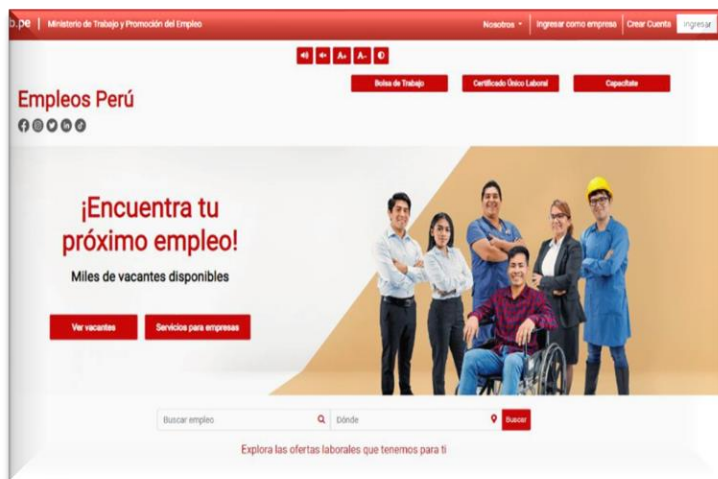 b.pe | Ministerio de Trabajo y Promoción del Empleo Nosotros Ingresar como empresa Crear Cuenta Ingresar
A+ A-
Bolsa de Trabajo Certificado Único Laboral Capacítate
Empleos Perú
¡Encuentra tu
próximo empleo!
Miles de vacantes disponibles
Ver vacantes Servicios para empresas
Buscar empleo Dónde Buscar
Explora las ofertas laborales que tenemos para ti